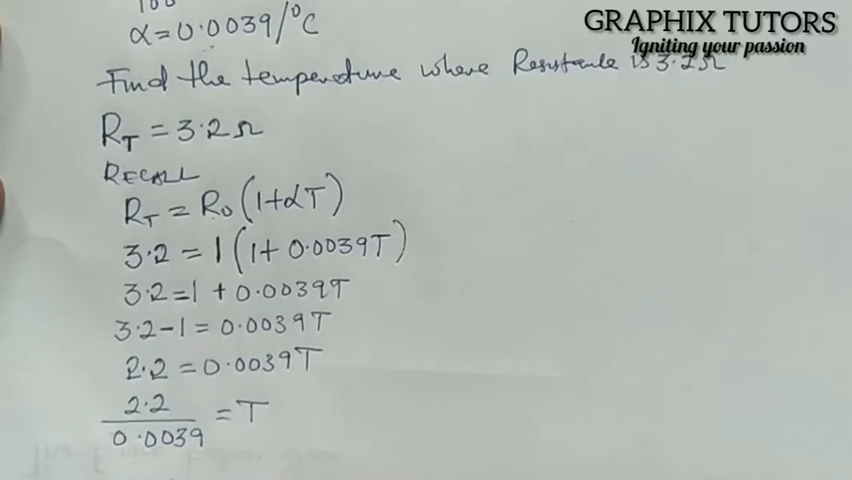 GRAPHIX TUTORS
Igniting your passion
100
α=0.0039/°C
Find the temperature where Resistance is 3.2Ω
R_T = 3.2Ω
RECALL
R_T = R_0 (1+αT)
3.2 = 1 (1+ 0.0039T)
3.2=1 + 0.0039T
3.2-1 = 0.0039T
2.2 = 0.0039T
2.2/0.0039 = T